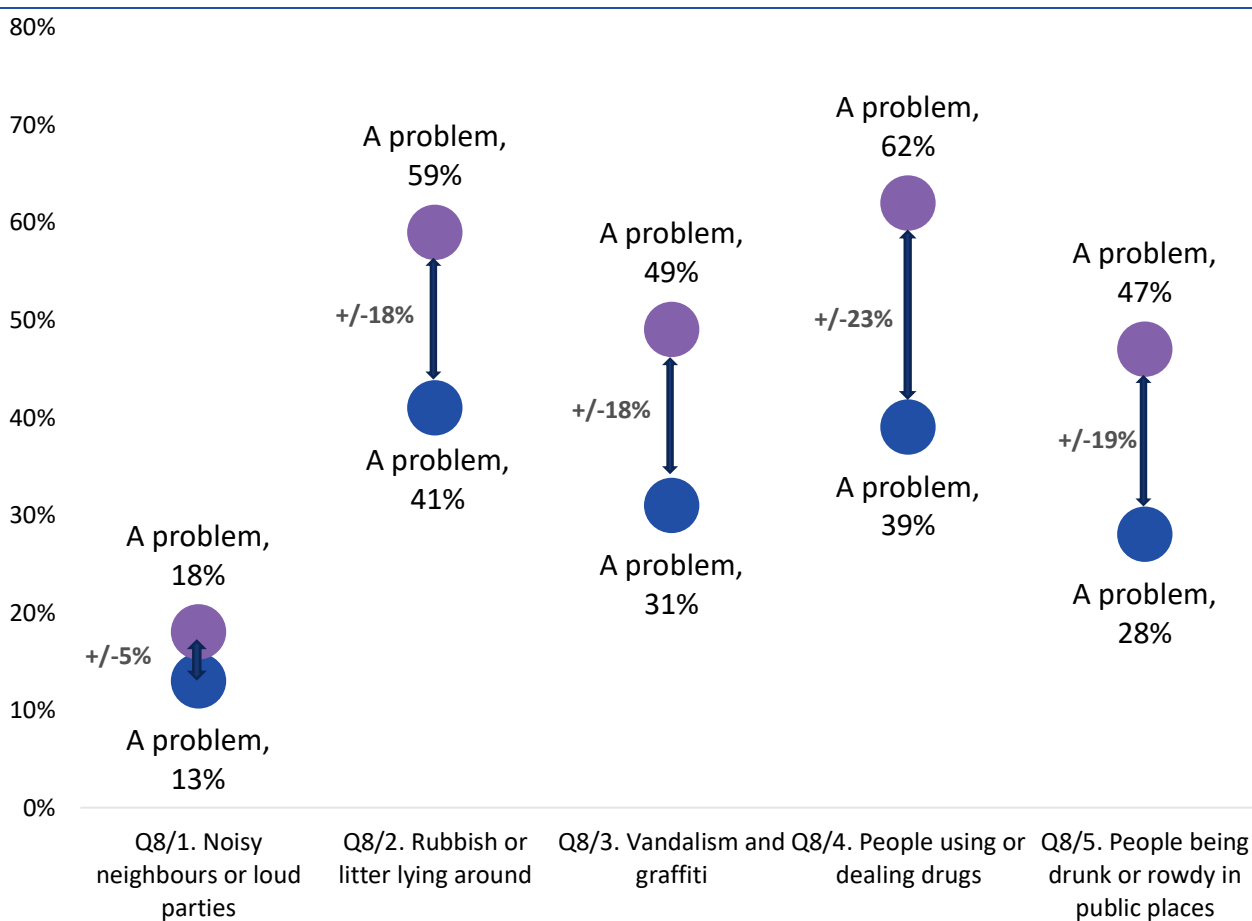 80%
70%
60%
50%
40%
30%
20%
10%
0%
A problem,
18%
+/-5%
A problem,
13%
A problem,
59%
+/-18%
A problem,
41%
A problem,
49%
+/-18%
A problem,
31%
A problem,
62%
+/-23%
A problem,
39%
A problem,
47%
+/-19%
A problem,
28%
Q8/1. Noisy
neighbours or loud
parties
Q8/2. Rubbish or
litter lying around
Q8/3. Vandalism and
graffiti
Q8/4. People using or
dealing drugs
Q8/5. People being
drunk or rowdy in
public places